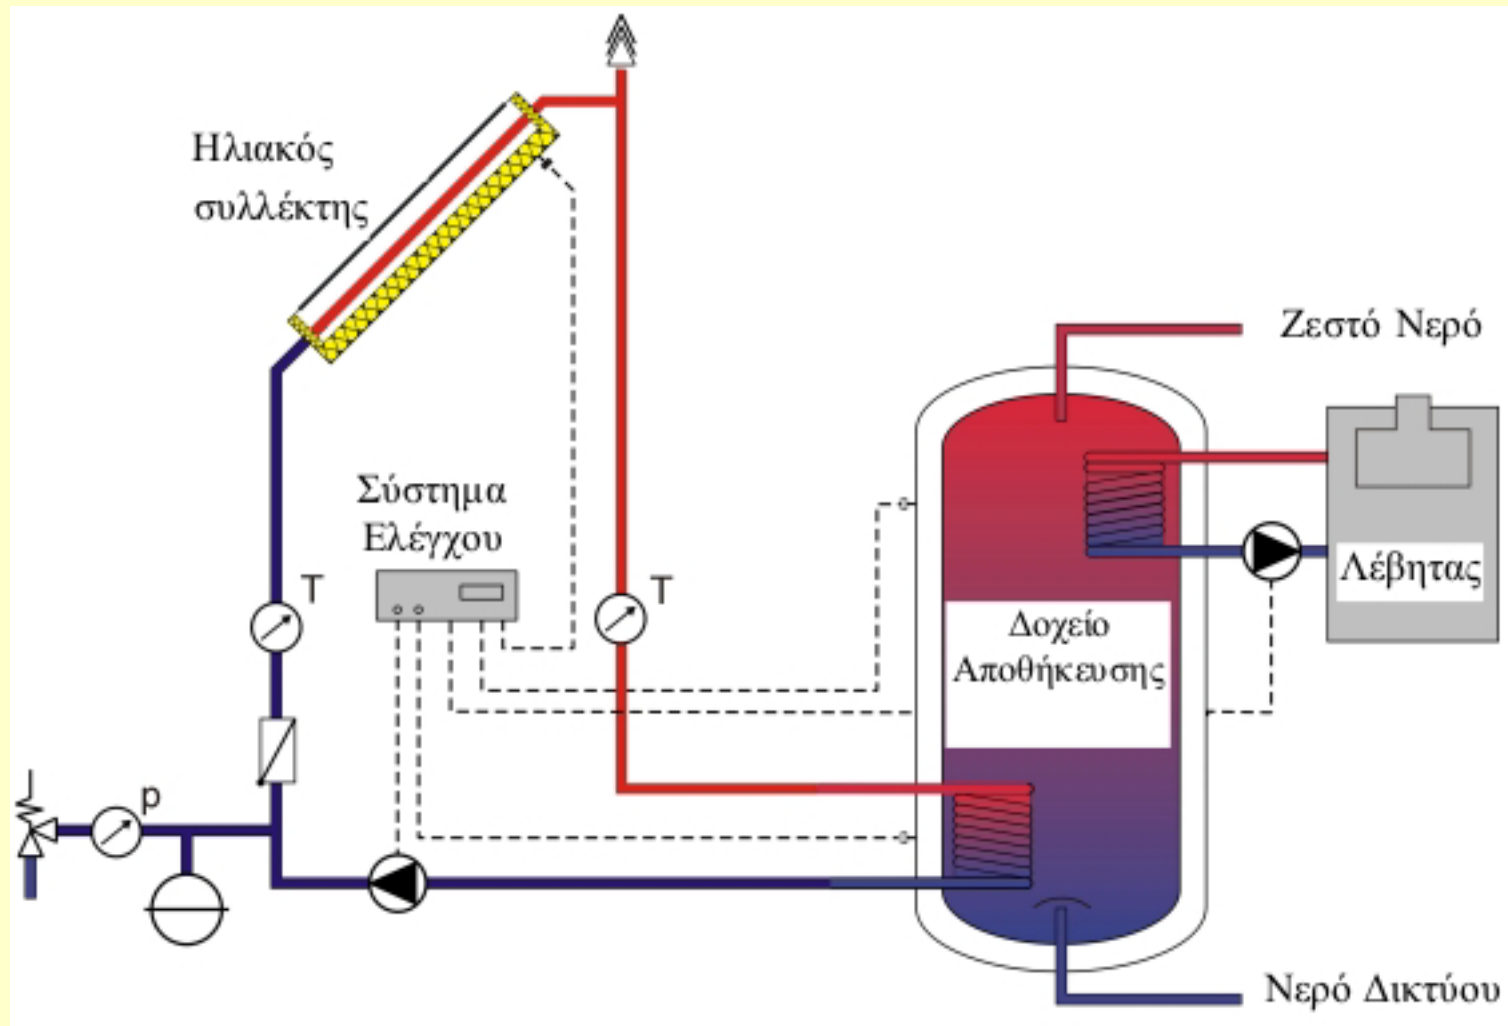 Ηλιακός
συλλέκτης
Ζεστό Νερό
Σύστημα
Ελέγχου
Λέβητας
T
T
Δοχείο
Αποθήκευσης
p
Νερό Δικτύου